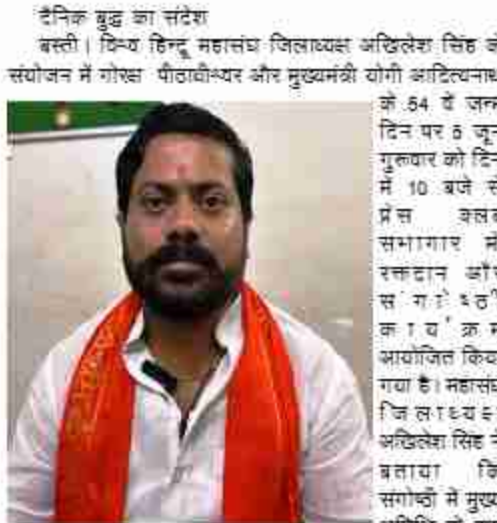 दैनिक बुद्ध का संदेश
बस्ती। विश्व हिन्दू महासंघ जिलाध्यक्ष अखिलेश सिंह के
संयोजन में गोरक्ष पीठाधीश्वर और मुख्यमंत्री योगी आदित्यनाथ
के 54 वें जन्म
दिन पर 5 जून
गुरूवार को दिन
में 10 बजे से
प्रेस क्लब
सभागार में
रक्तदान और
संगोष्ठी
कार्यक्रम
आयोजित किया
गया है। महासंघ
जिलाध्यक्ष
अखिलेश सिंह ने
बताया कि
संगोष्ठी में मुख्य